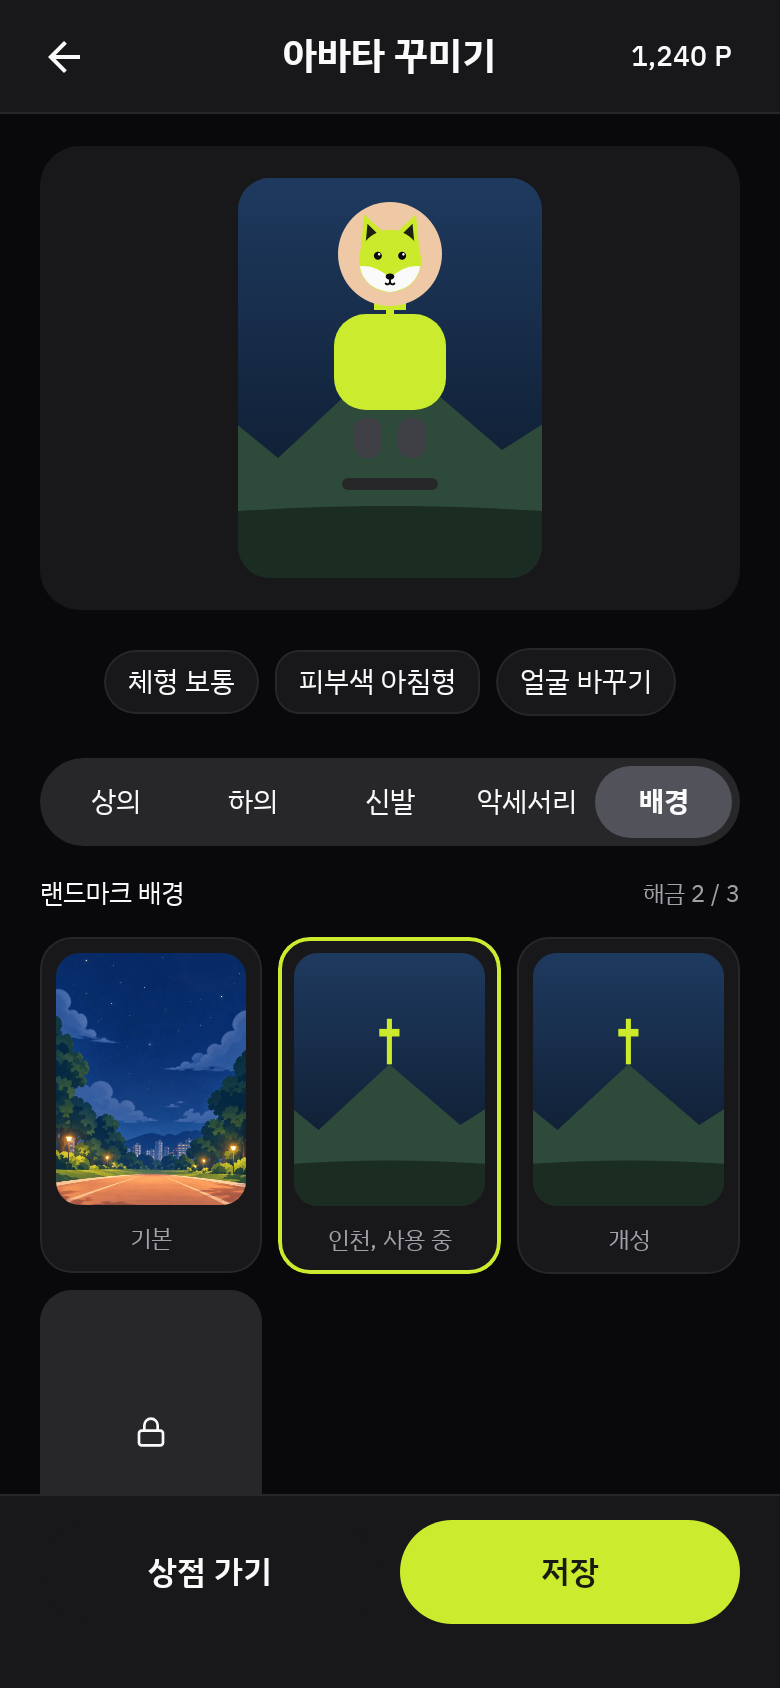 아바타 꾸미기
1,240 P
체형 보통
피부색 아침형
얼굴 바꾸기
상의
하의
신발
악세서리
배경
랜드마크 배경
해금 2 / 3
기본
인천, 사용 중
개성
상점 가기
저장